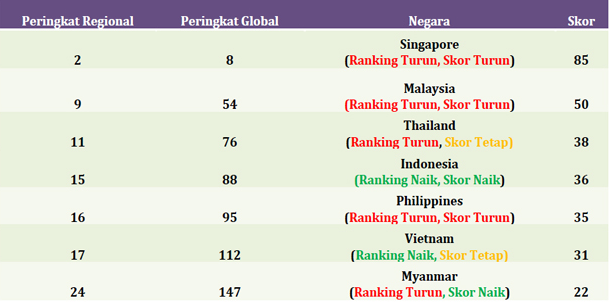 Peringkat Regional Peringkat Global Negara Skor
Singapore
2 8 (Ranking Turun, Skor Turun) 85
Malaysia
9 54 (Ranking Turun, Skor Turun) 50
Thailand
11 76 (Ranking Turun, Skor Tetap) 38
Indonesia
15 88 (Ranking Naik, Skor Naik) 36
Philippines
16 95 (Ranking Turun, Skor Turun) 35
Vietnam
17 112 (Ranking Naik, Skor Tetap) 31
Myanmar
24 147 (Ranking Turun, Skor Naik) 22